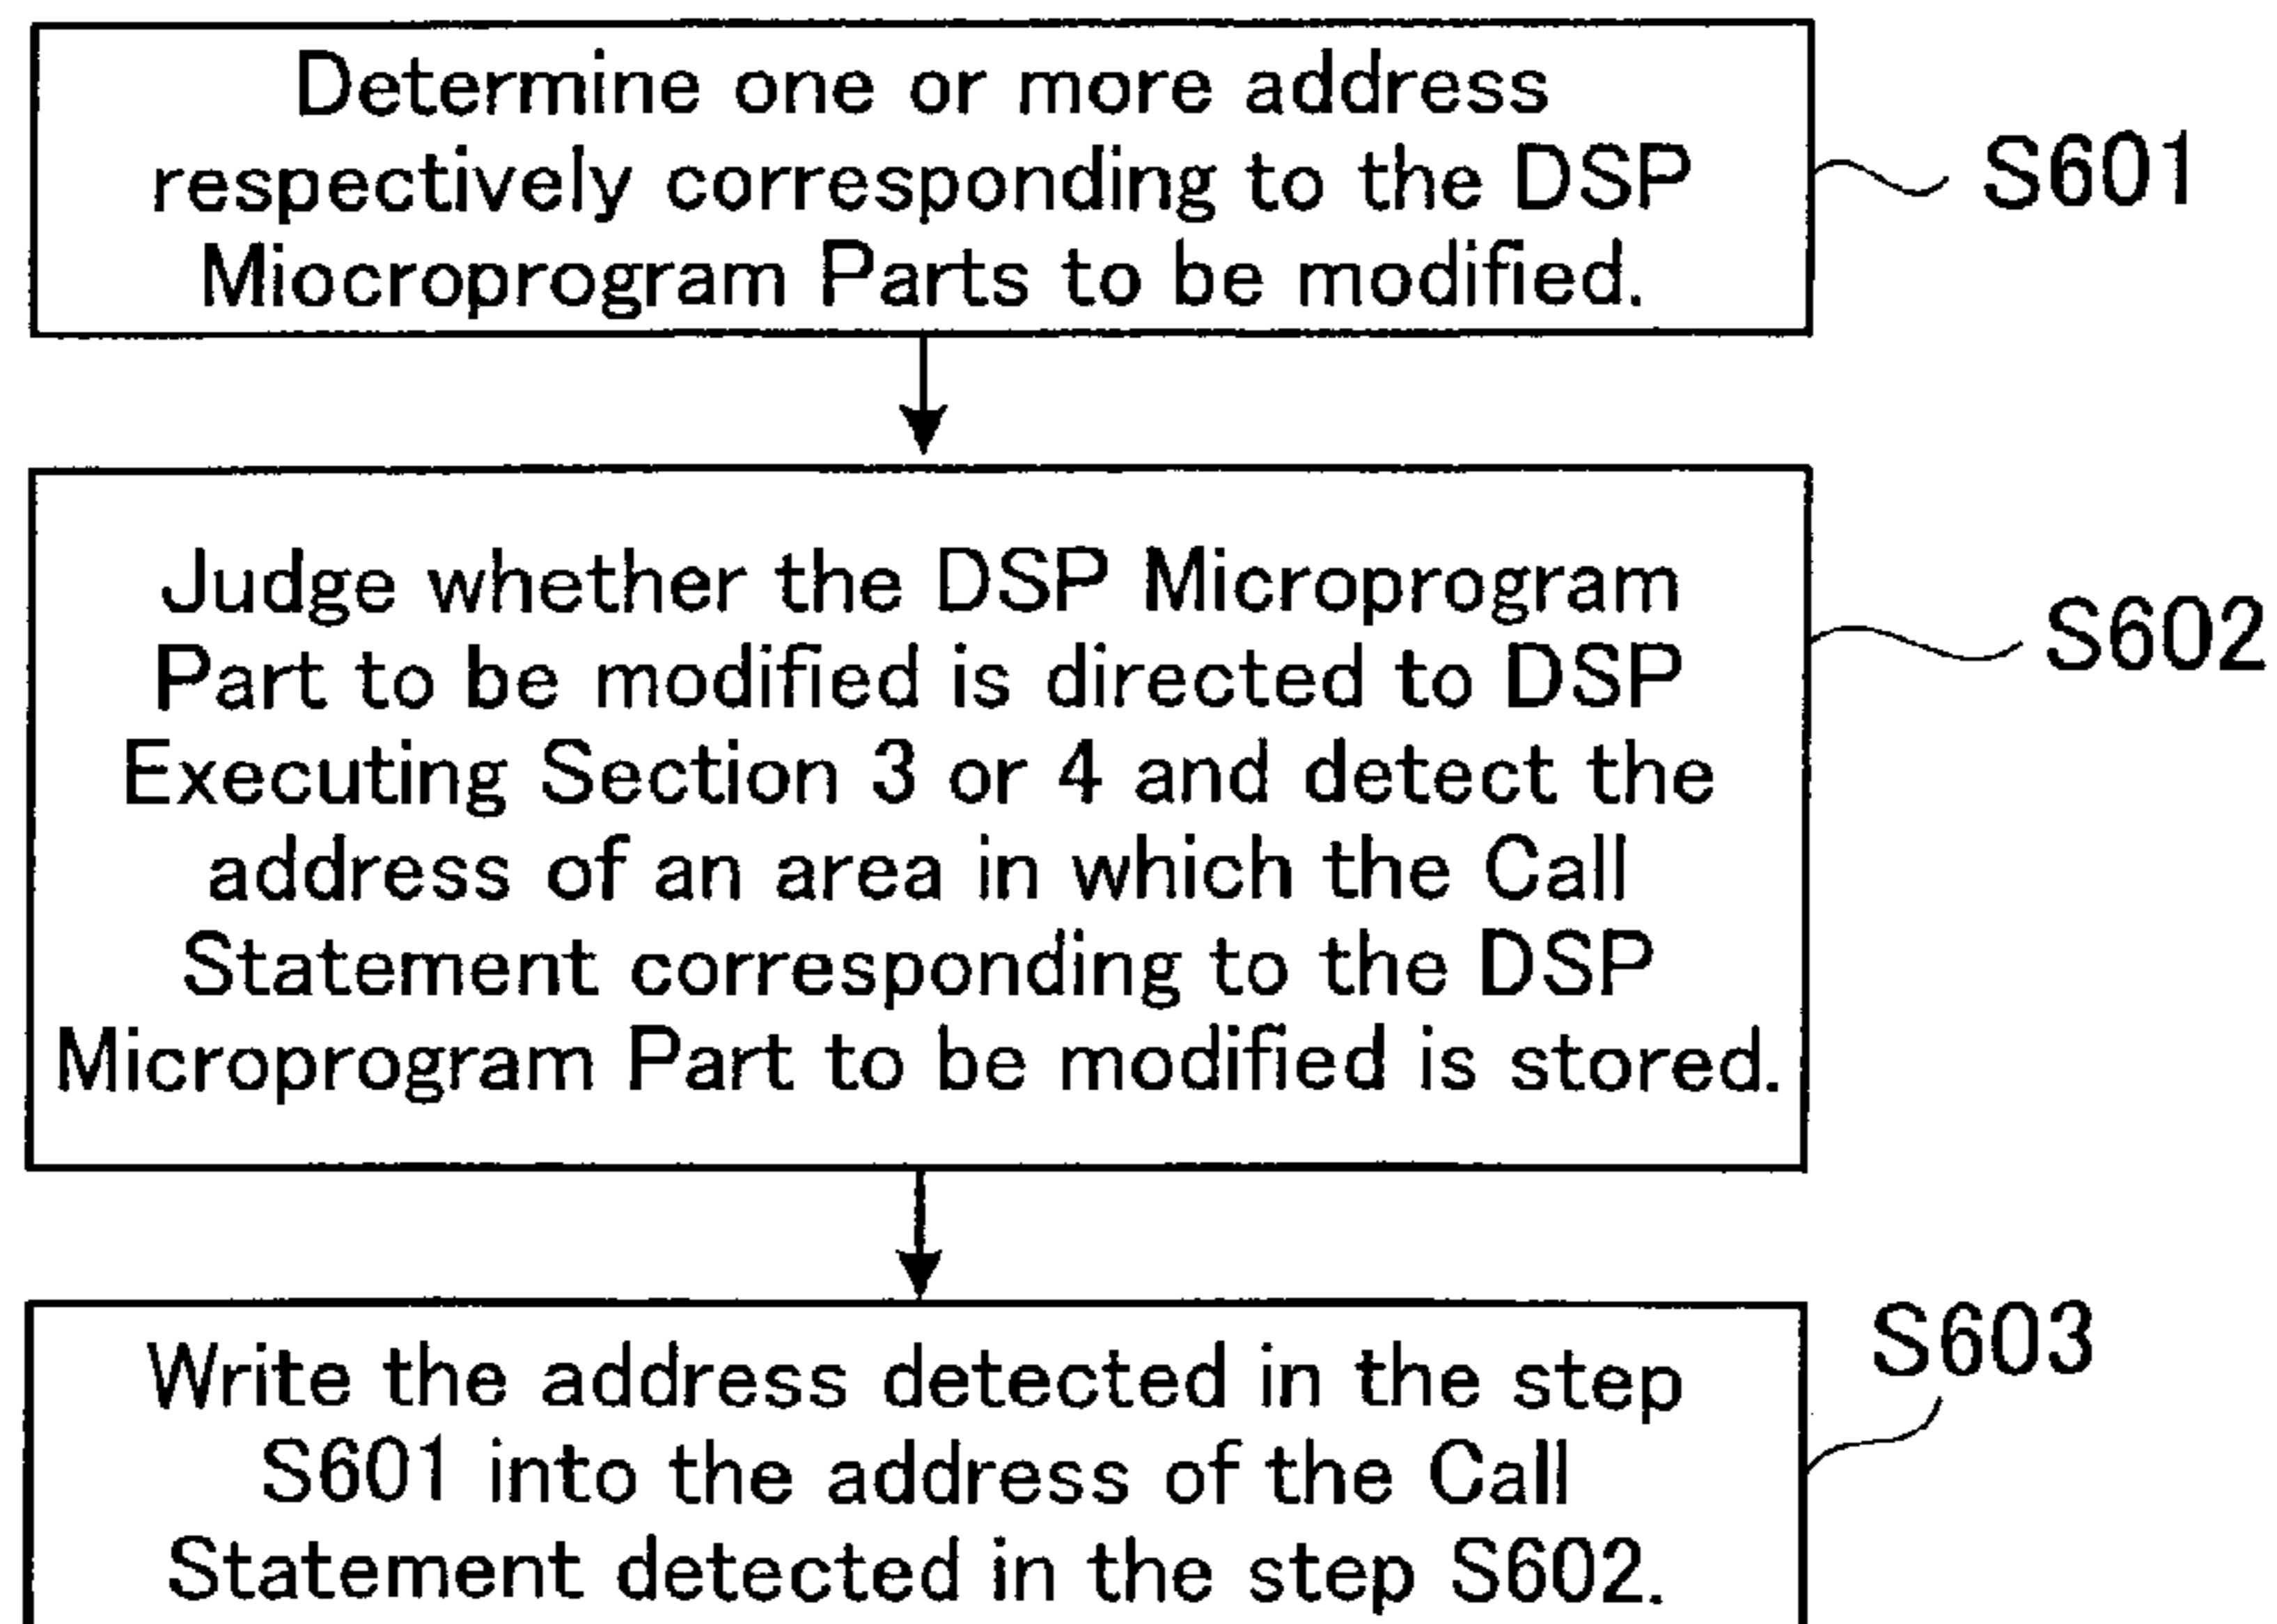 Determine one or more address
respectively corresponding to the DSP
Miocroprogram Parts to be modified.
S601
Judge whether the DSP Microprogram
Part to be modified is directed to DSP
Executing Section 3 or 4 and detect the
address of an area in which the Call
Statement corresponding to the DSP
Microprogram Part to be modified is stored.
S602
Write the address detected in the step
S601 into the address of the Call
Statement detected in the step S602.
S603